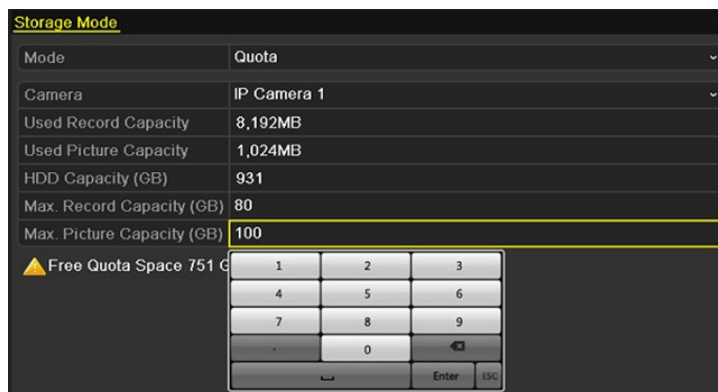 Storage Mode
Mode Quota
Camera IP Camera 1
Used Record Capacity 8,192MB
Used Picture Capacity 1,024MB
HDD Capacity (GB) 931
Max. Record Capacity (GB) 80
Max. Picture Capacity (GB) 100
Free Quota Space 751 G
1 2 3
4 5 6
7 8 9
. 0
Enter ESC